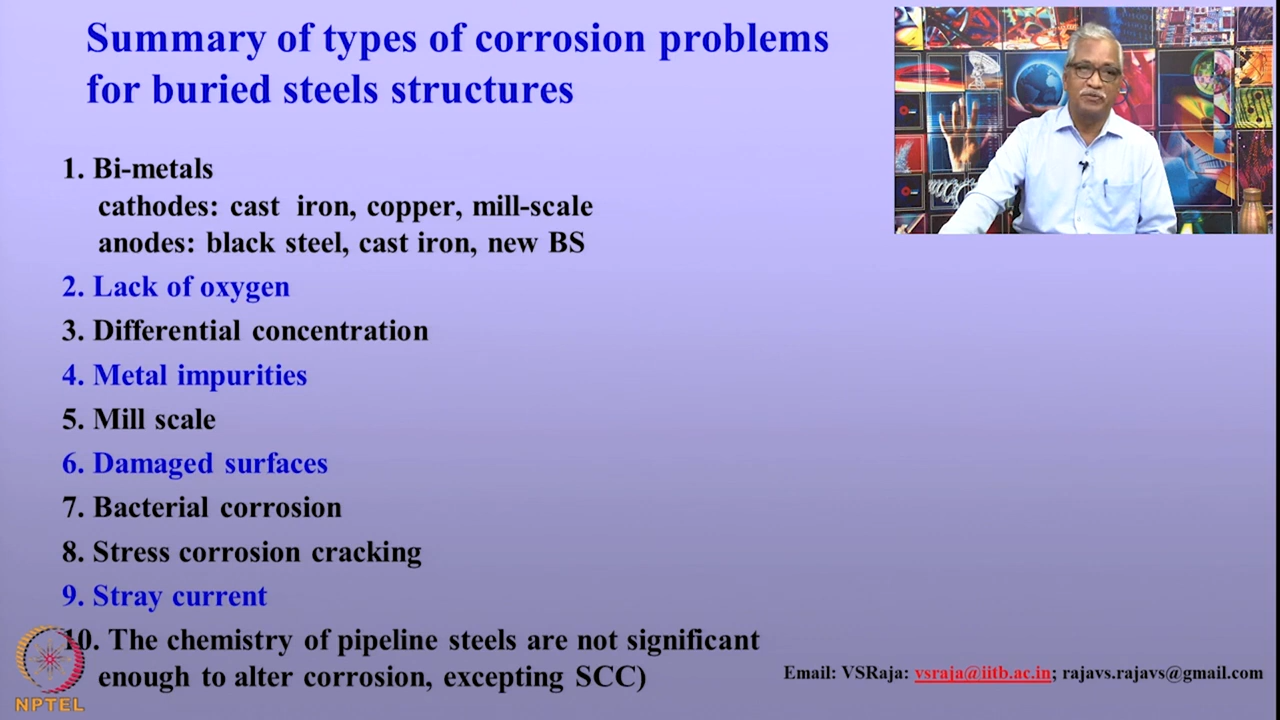 Summary of types of corrosion problems
for buried steels structures
1. Bi-metals
cathodes: cast iron, copper, mill-scale
anodes: black steel, cast iron, new BS
2. Lack of oxygen
3. Differential concentration
4. Metal impurities
5. Mill scale
6. Damaged surfaces
7. Bacterial corrosion
8. Stress corrosion cracking
9. Stray current
10. The chemistry of pipeline steels are not significant
enough to alter corrosion, excepting SCC)
Email: VSRaja: vsraja@iitb.ac.in; rajavs.rajavs@gmail.com
NPTEL